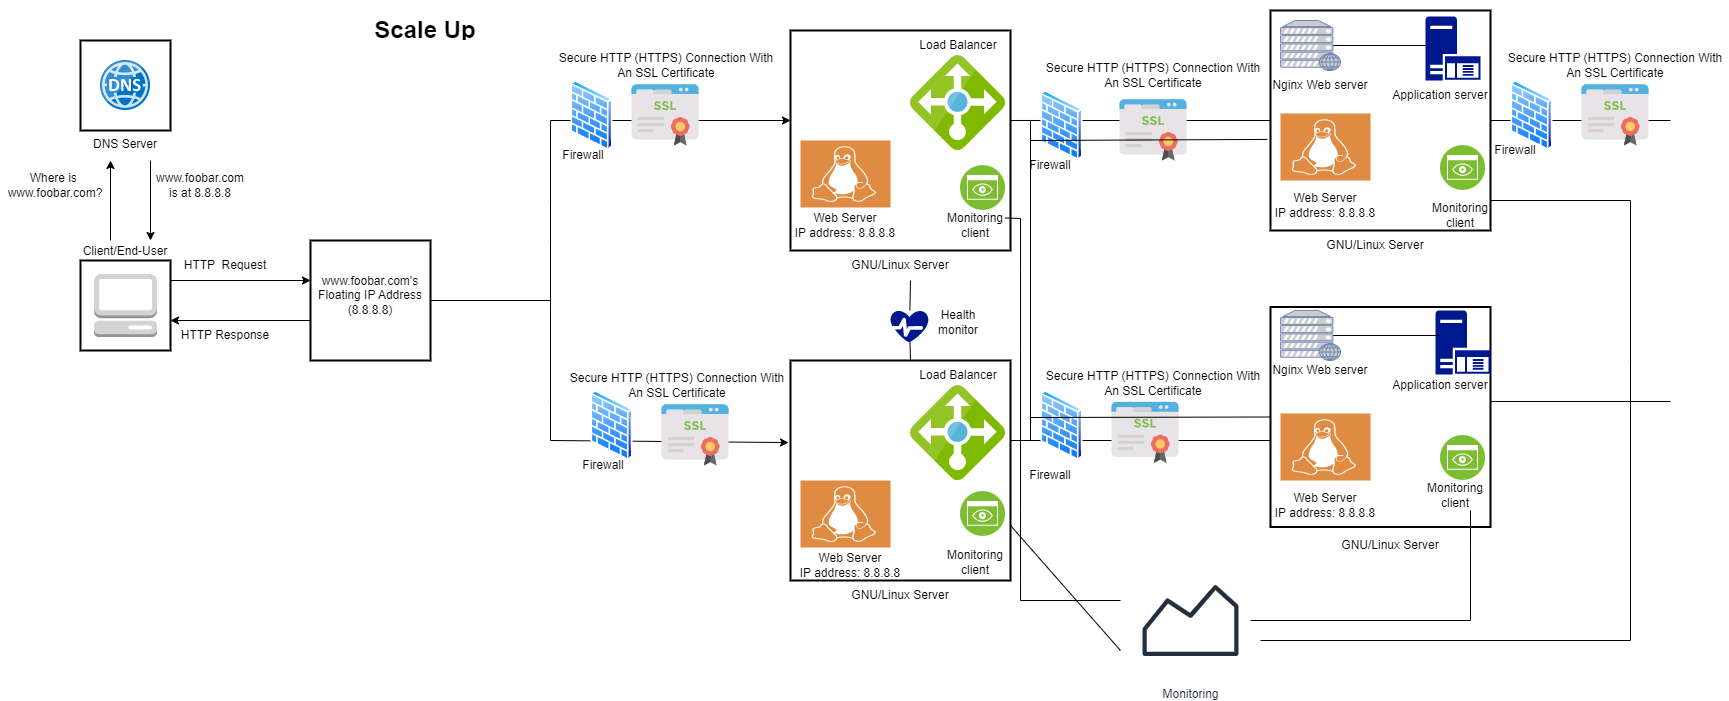 Scale Up
DNS
DNS Server
Where is
www.foobar.com?
www.foobar.com
is at 8.8.8.8
Client/End-User
HTTP  Request
HTTP Response
www.foobar.com's
Floating IP Address
(8.8.8.8)
Secure HTTP (HTTPS) Connection With
An SSL Certificate
SSL
Firewall
Load Balancer
Web Server
IP address: 8.8.8.8
Monitoring
client
GNU/Linux Server
Health
monitor
Secure HTTP (HTTPS) Connection With
An SSL Certificate
SSL
Firewall
Load Balancer
Web Server
IP address: 8.8.8.8
Monitoring
client
GNU/Linux Server
Secure HTTP (HTTPS) Connection With
An SSL Certificate
SSL
Firewall
Nginx Web server
Application server
Web Server
IP address: 8.8.8.8
Monitoring
client
GNU/Linux Server
Secure HTTP (HTTPS) Connection With
An SSL Certificate
SSL
Firewall
Secure HTTP (HTTPS) Connection With
An SSL Certificate
SSL
Firewall
Nginx Web server
Application server
Web Server
IP address: 8.8.8.8
Monitoring
client
GNU/Linux Server
Monitoring